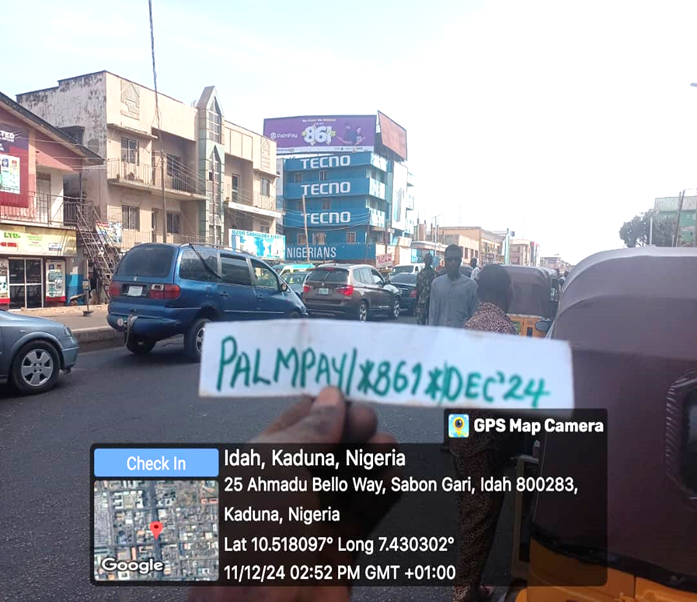 PalmPay
*861#
TECNO
TECNO
TECNO
NIGERIANS
PALMPAY/*861*/DEC'24
GPS Map Camera
Check In
Idah, Kaduna, Nigeria
25 Ahmadu Bello Way, Sabon Gari, Idah 800283,
Kaduna, Nigeria
Lat 10.518097° Long 7.430302°
11/12/24 02:52 PM GMT +01:00
Google